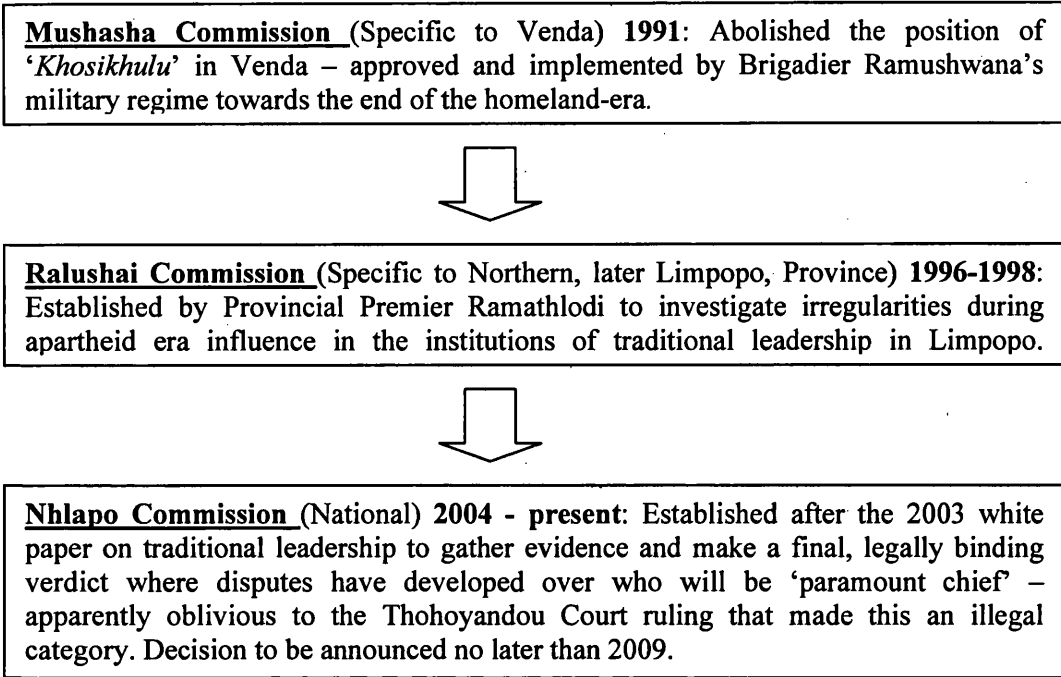 Mushasha Commission (Specific to Venda) 1991: Abolished the position of
‘Khosikhulu’ in Venda – approved and implemented by Brigadier Ramushwana’s
military regime towards the end of the homeland-era.
Ralushai Commission (Specific to Northern, later Limpopo, Province) 1996-1998:
Established by Provincial Premier Ramathlodi to investigate irregularities during
apartheid era influence in the institutions of traditional leadership in Limpopo.
Nhlapo Commission (National) 2004 - present: Established after the 2003 white
paper on traditional leadership to gather evidence and make a final, legally binding
verdict where disputes have developed over who will be ‘paramount chief’ –
apparently oblivious to the Thohoyandou Court ruling that made this an illegal
category. Decision to be announced no later than 2009.